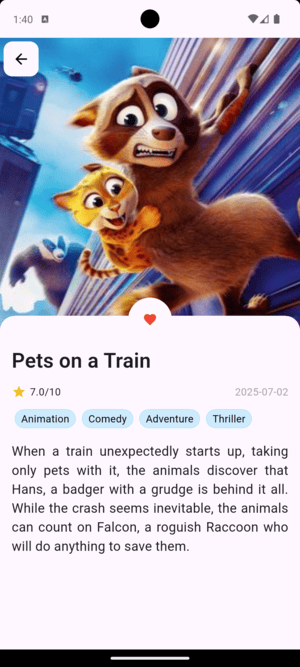 1:40
Pets on a Train
7.0/10
2025-07-02
Animation
Comedy
Adventure
Thriller
When a train unexpectedly starts up, taking
only pets with it, the animals discover that
Hans, a badger with a grudge is behind it all.
While the crash seems inevitable, the animals
can count on Falcon, a roguish Raccoon who
will do anything to save them.